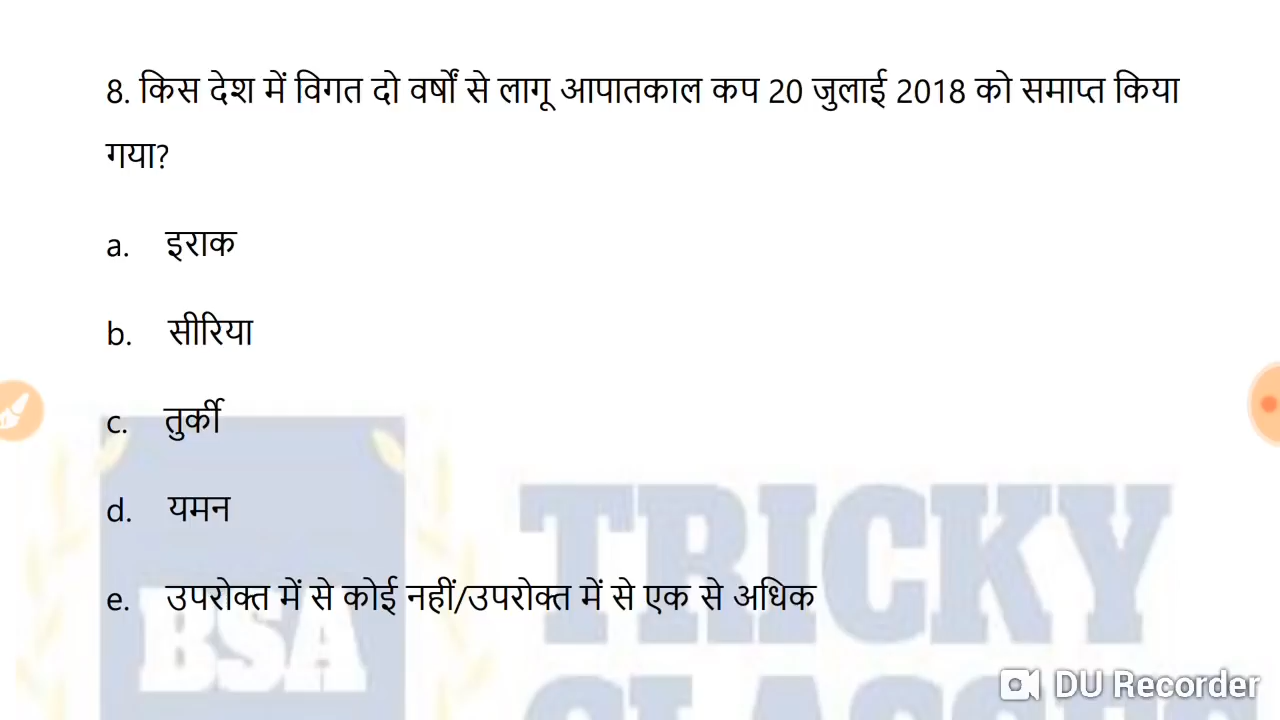 8. किस देश में विगत दो वर्षों से लागू आपातकाल कप 20 जुलाई 2018 को समाप्त किया
गया?
a. इराक
b. सीरिया
c. तुर्की
d. यमन
e. उपरोक्त में से कोई नहीं/उपरोक्त में से एक से अधिक
BSA
TRICKY
CLASSES
DU Recorder